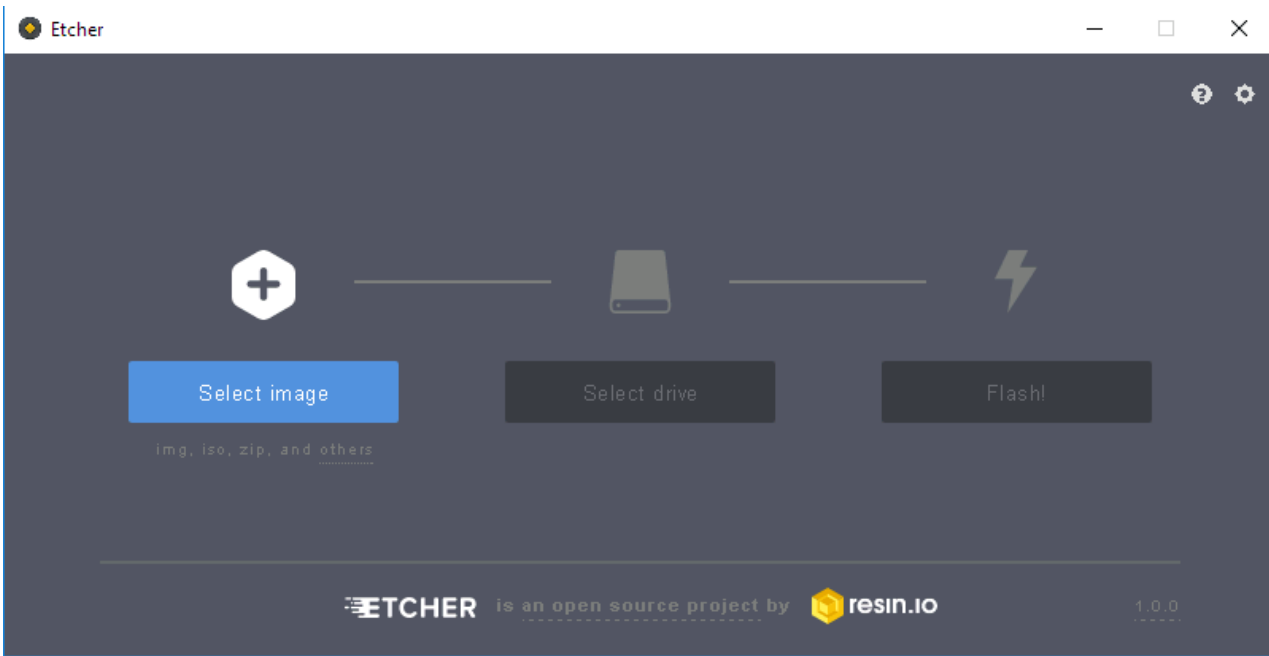 Etcher
Select image
Select drive
Flash!
img, iso, zip, and others
ETCHER is an open source project by resin.io
1.0.0